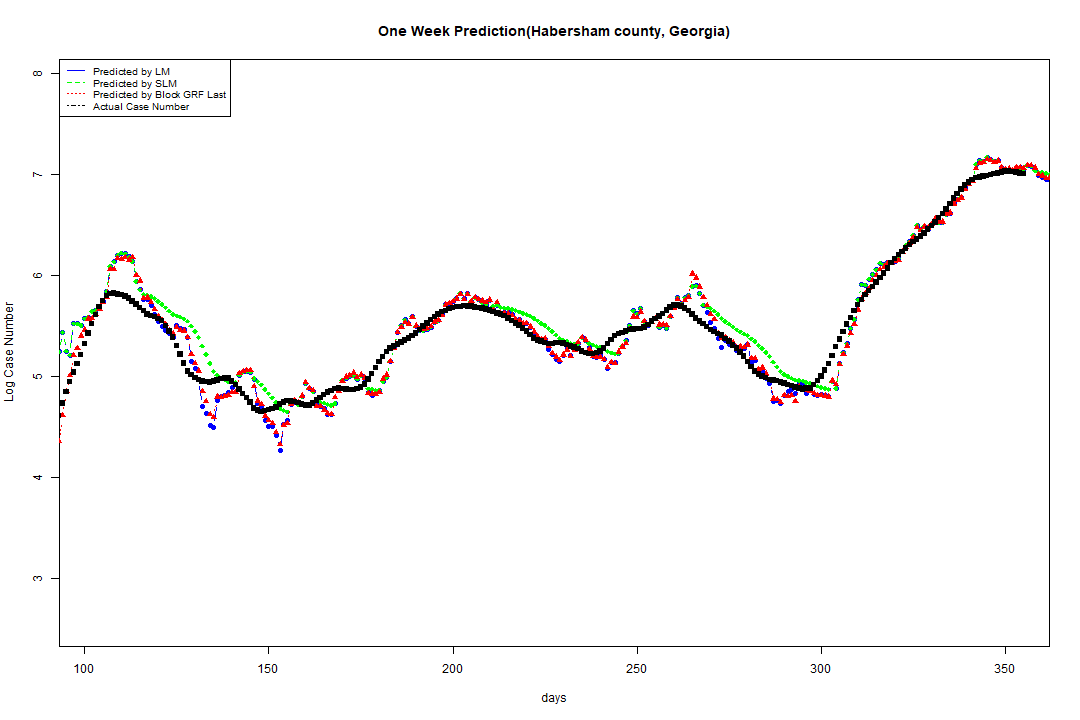 One Week Prediction(Habersham county, Georgia)
Predicted by LM
Predicted by SLM
Predicted by Block GRF Last
Actual Case Number
8
7
6
5
4
3
Log Case Number
100 150 200 250 300 350
days